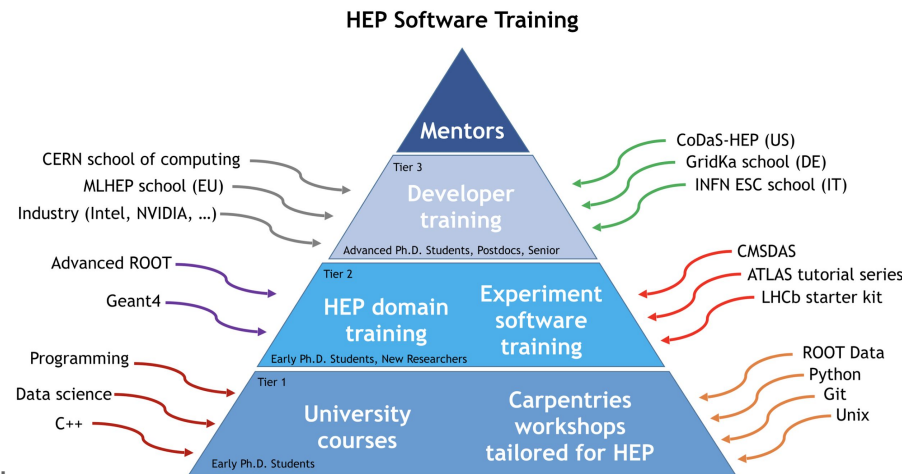 HEP Software Training
Mentors
Tier 3
Developer
training
Advanced Ph.D. Students, Postdocs, Senior
CERN school of computing
MLHEP school (EU)
Industry (Intel, NVIDIA, …)
CoDaS-HEP (US)
GridKa school (DE)
INFN ESC school (IT)
Tier 2
HEP domain
training
Experiment
software
training
Early Ph.D. Students, New Researchers
Advanced ROOT
Geant4
CMSDAS
ATLAS tutorial series
LHCb starter kit
Tier 1
University
courses
Carpentries
workshops
tailored for HEP
Early Ph.D. Students
Programming
Data science
C++
ROOT Data
Python
Git
Unix